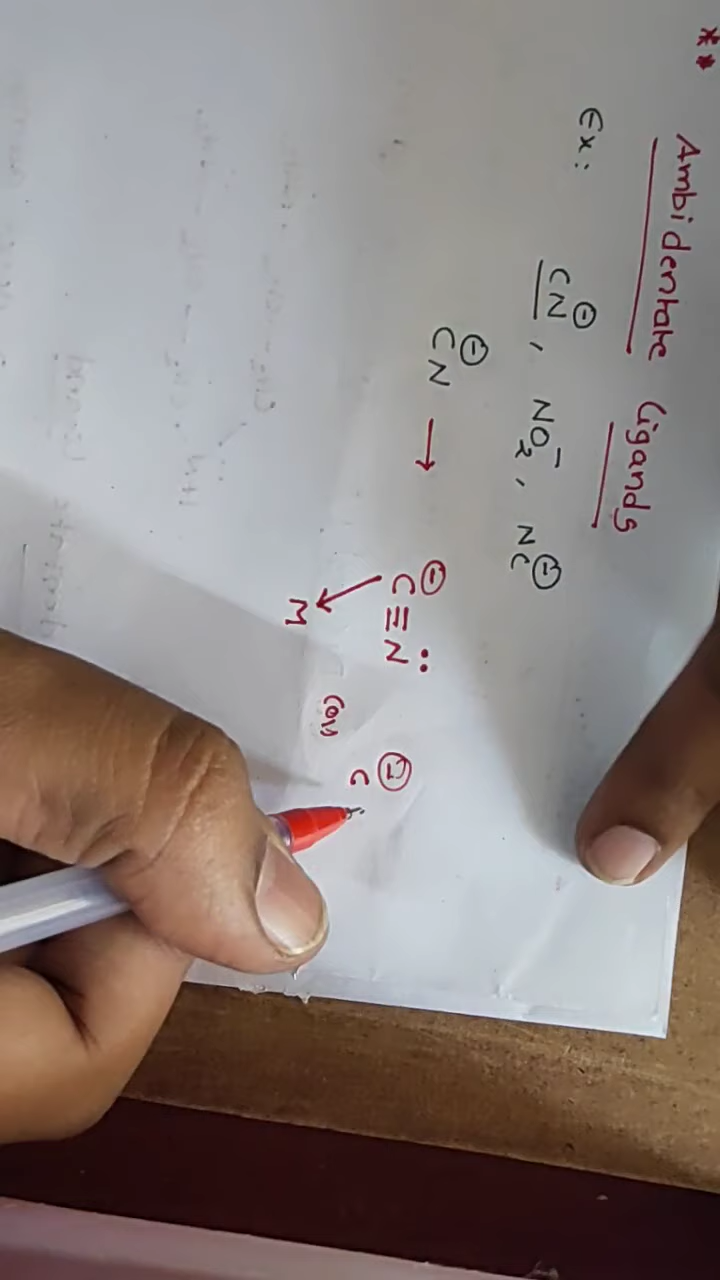 ** Ambidentate Ligands
Ex: CN⊖, NO₂⁻, NC⊖
CN⊖ → ⊖C≡N: (or) ⊖C
M